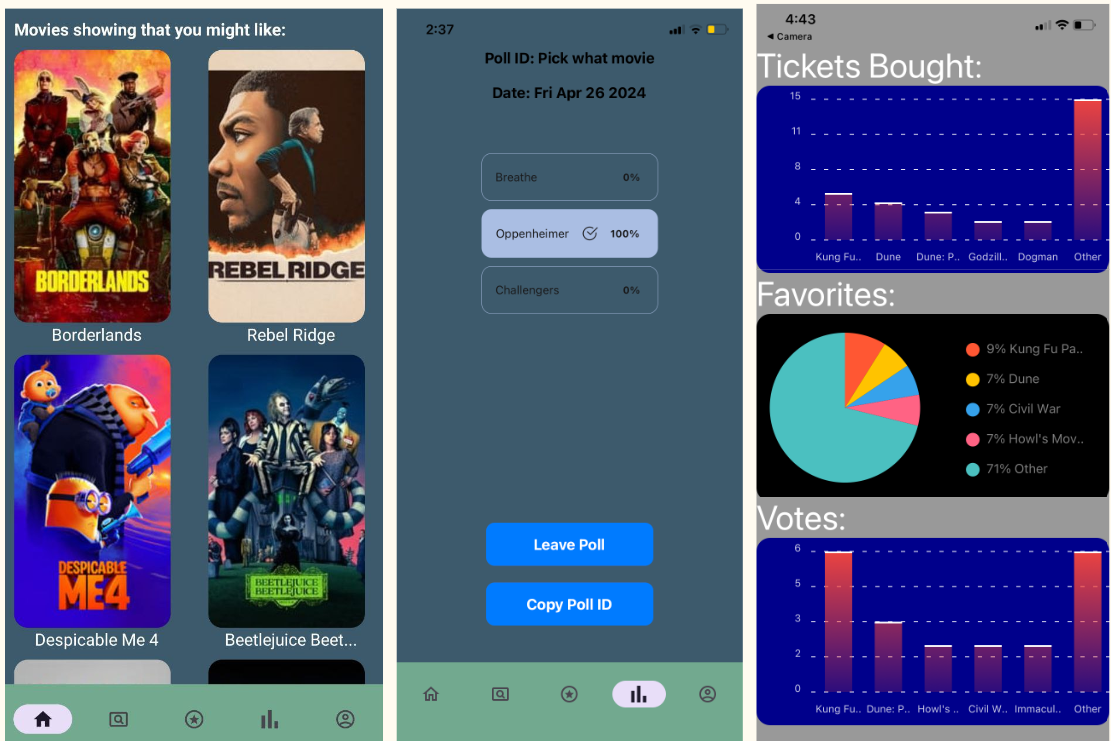 Movies showing that you might like:
BORDERLANDS
REBEL RIDGE
Borderlands
Rebel Ridge
DESPICABLE
ME4
BEETLEJUICE
BEETLEJUICE
Despicable Me 4
Beetlejuice Beet...
2:37
Poll ID: Pick what movie
Date: Fri Apr 26 2024
Breathe 0%
Oppenheimer 100%
Challengers 0%
Leave Poll
Copy Poll ID
4:43
◀ Camera
Tickets Bought:
15
11
8
4
0
Kung Fu.. Dune Dune: P.. Godzill.. Dogman Other
Favorites:
9% Kung Fu Pa..
7% Dune
7% Civil War
7% Howl's Mov..
71% Other
Votes:
6
5
3
2
0
Kung Fu.. Dune: P.. Howl's .. Civil W.. Immacul.. Other